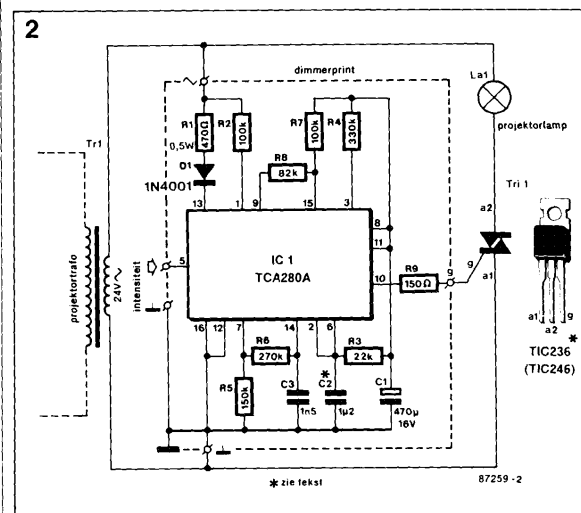 2
dimmerprint
La1
projektorlamp
Tr1
R1
470Ω
0,5W
R2
100k
R7
100k
R4
330k
D1
1N4001
R8
82k
13
1
9
15
3
projektortrafo
24V~
intensiteit
5
IC 1
TCA280A
8
11
10
R9
150Ω
g
g
Tri 1
a2
a1
a1
a2
g
*
TIC236
(TIC246)
16
12
7
14
2
6
R6
270k
R3
22k
R5
150k
C3
1n5
*
C2
1µ2
C1
470µ
16V
* zie tekst
87259 - 2